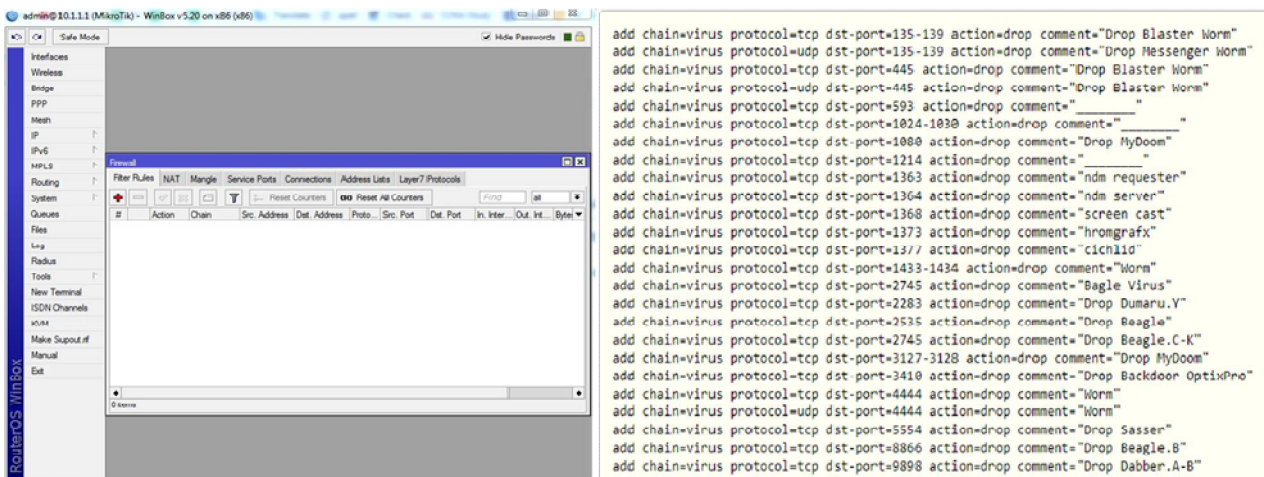 admin@10.1.1.1 (MikroTik) - WinBox v5.20 on x86 (x86)
Safe Mode
Hide Passwords
Interfaces
Wireless
Bridge
PPP
Mesh
IP
IPv6
MPLS
Routing
System
Queues
Files
Log
Radius
Tools
New Terminal
ISDN Channels
KVM
Make Supout.rif
Manual
Exit
RouterOS WinBox
Firewall
Filter Rules NAT Mangle Service Ports Connections Address Lists Layer7 Protocols
Reset Counters 00 Reset All Counters Find all
# Action Chain Src. Address Dst. Address Proto... Src. Port Dst. Port In. Inter... Out. Int... Byte
0 items
add chain=virus protocol=tcp dst-port=135-139 action=drop comment="Drop Blaster Worm"
add chain=virus protocol=udp dst-port=135-139 action=drop comment="Drop Messenger Worm"
add chain=virus protocol=tcp dst-port=445 action=drop comment="Drop Blaster Worm"
add chain=virus protocol=udp dst-port=445 action=drop comment="Drop Blaster Worm"
add chain=virus protocol=tcp dst-port=593 action=drop comment="________"
add chain=virus protocol=tcp dst-port=1024-1030 action=drop comment="________"
add chain=virus protocol=tcp dst-port=1080 action=drop comment="Drop MyDoom"
add chain=virus protocol=tcp dst-port=1214 action=drop comment="________"
add chain=virus protocol=tcp dst-port=1363 action=drop comment="ndm requester"
add chain=virus protocol=tcp dst-port=1364 action=drop comment="ndm server"
add chain=virus protocol=tcp dst-port=1368 action=drop comment="screen cast"
add chain=virus protocol=tcp dst-port=1373 action=drop comment="hromgrafx"
add chain=virus protocol=tcp dst-port=1377 action=drop comment="cichlid"
add chain=virus protocol=tcp dst-port=1433-1434 action=drop comment="Worm"
add chain=virus protocol=tcp dst-port=2745 action=drop comment="Bagle Virus"
add chain=virus protocol=tcp dst-port=2283 action=drop comment="Drop Dumaru.Y"
add chain=virus protocol=tcp dst-port=2535 action=drop comment="Drop Beagle"
add chain=virus protocol=tcp dst-port=2745 action=drop comment="Drop Beagle.C-K"
add chain=virus protocol=tcp dst-port=3127-3128 action=drop comment="Drop MyDoom"
add chain=virus protocol=tcp dst-port=3410 action=drop comment="Drop Backdoor OptixPro"
add chain=virus protocol=tcp dst-port=4444 action=drop comment="Worm"
add chain=virus protocol=udp dst-port=4444 action=drop comment="Worm"
add chain=virus protocol=tcp dst-port=5554 action=drop comment="Drop Sasser"
add chain=virus protocol=tcp dst-port=8866 action=drop comment="Drop Beagle.B"
add chain=virus protocol=tcp dst-port=9898 action=drop comment="Drop Dabber.A-B"